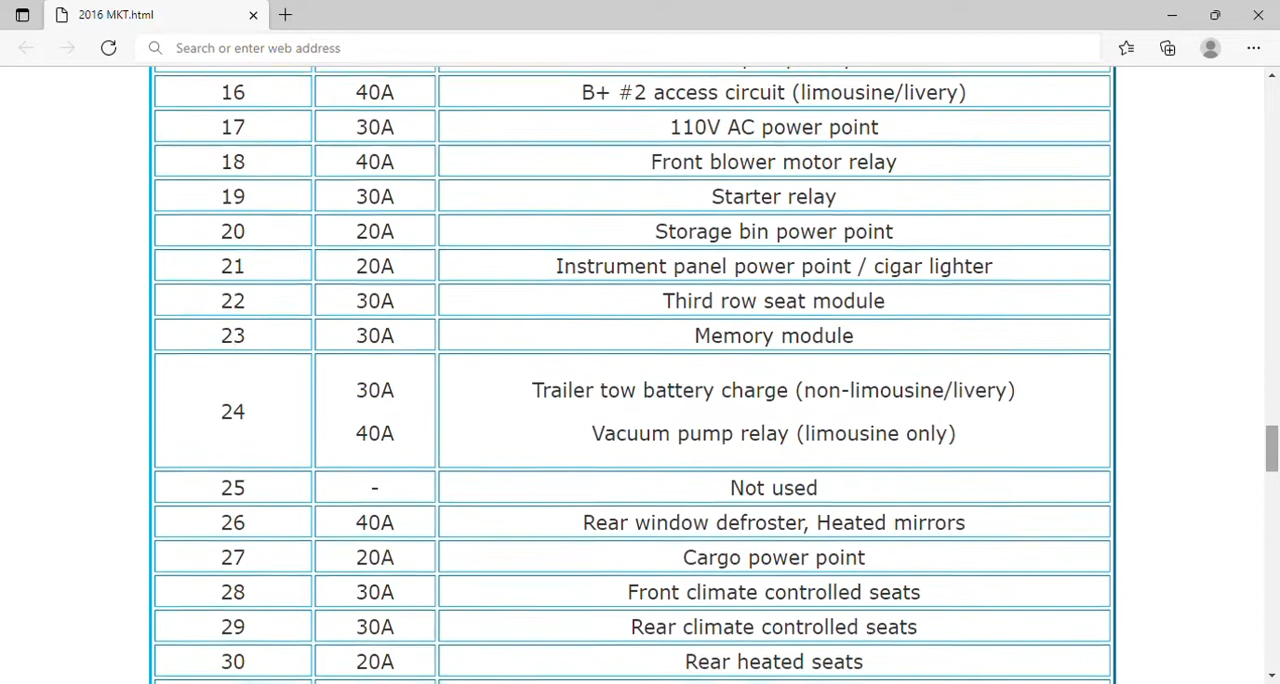 2016 MKT.html
Search or enter web address
16 40A B+ #2 access circuit (limousine/livery)
17 30A 110V AC power point
18 40A Front blower motor relay
19 30A Starter relay
20 20A Storage bin power point
21 20A Instrument panel power point / cigar lighter
22 30A Third row seat module
23 30A Memory module
24 30A Trailer tow battery charge (non-limousine/livery)
40A Vacuum pump relay (limousine only)
25 - Not used
26 40A Rear window defroster, Heated mirrors
27 20A Cargo power point
28 30A Front climate controlled seats
29 30A Rear climate controlled seats
30 20A Rear heated seats